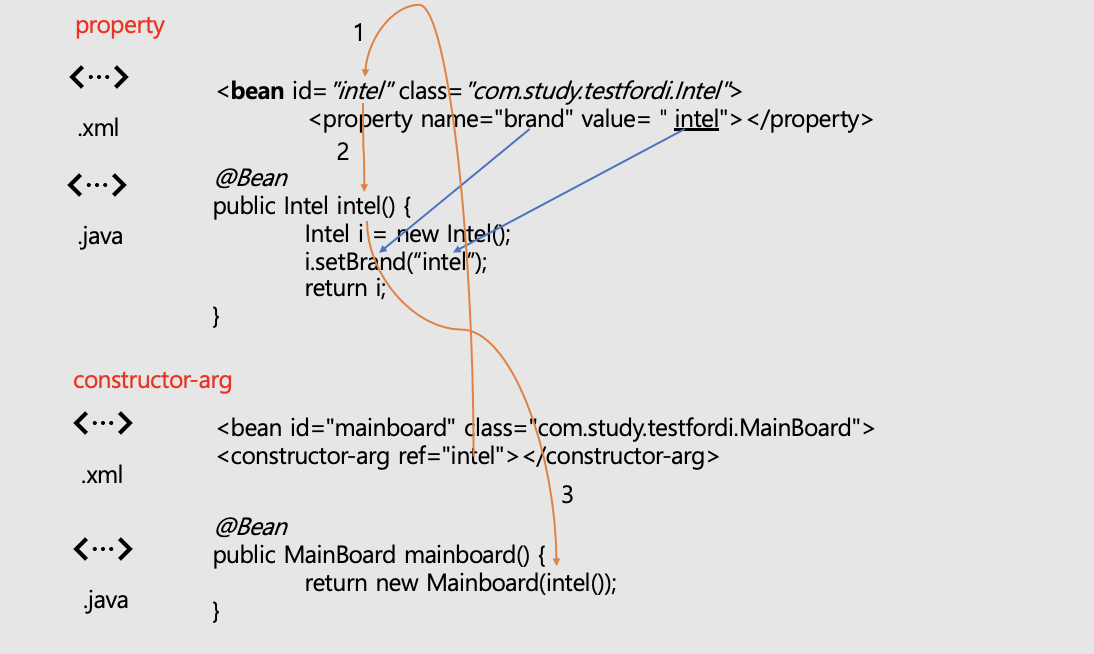 property
1
<···>
<bean id="intel" class="com.study.testfordi.Intel">
<property name="brand" value= " intel"></property>
.xml
2
@Bean
<···>
public Intel intel() {
.java
Intel i = new Intel();
i.setBrand(“intel”);
return i;
}
constructor-arg
<···>
<bean id="mainboard" class="com.study.testfordi.MainBoard">
<constructor-arg ref="intel"></constructor-arg>
.xml
3
@Bean
<···>
public MainBoard mainboard() {
return new Mainboard(intel());
.java
}